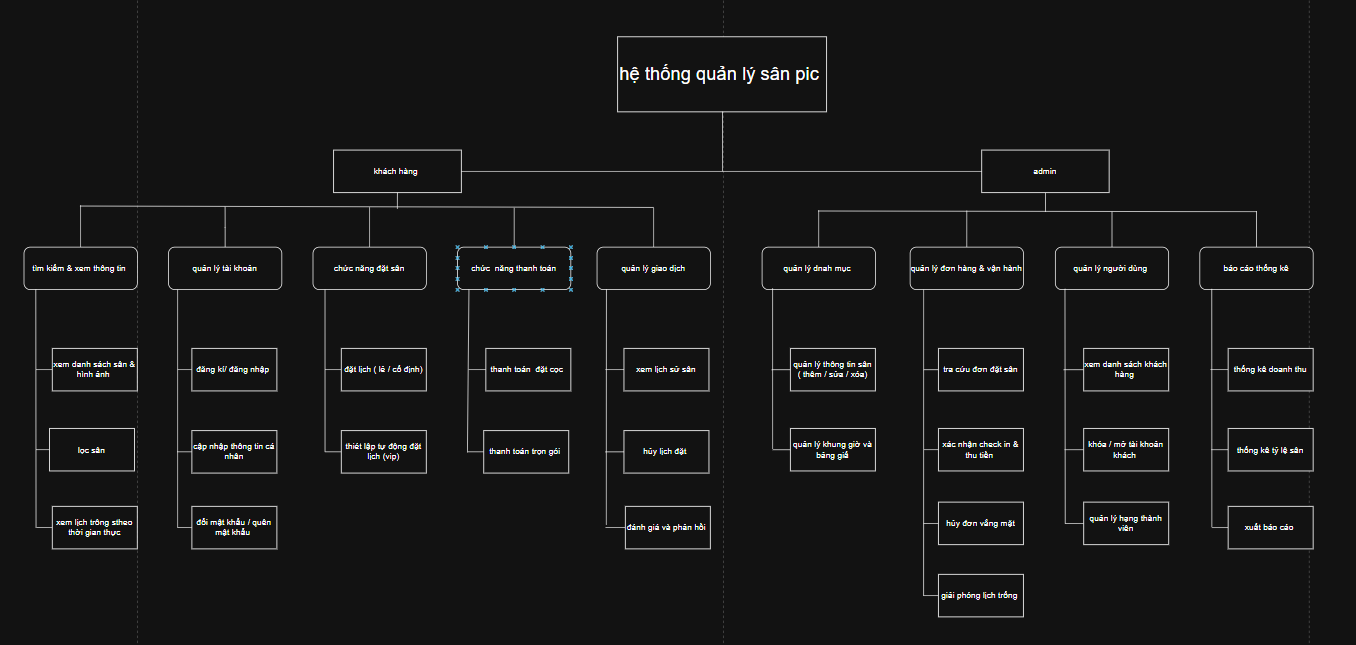 hệ thống quản lý sân pic
khách hàng
admin
tìm kiếm & xem thông tin
quản lý tài khoản
chức năng đặt sân
chức năng thanh toán
quản lý giao dịch
quản lý dnah mục
quản lý đơn hàng & vận hành
quản lý người dùng
báo cáo thống kê
xem danh sách sân &
hình ảnh
đăng kí/ đăng nhập
đặt lịch ( lẻ / cố định)
thanh toán đặt cọc
xem lịch sử sân
quản lý thông tin sân
( thêm / sửa / xóa)
tra cứu đơn đặt sân
xem danh sách khách
hàng
thống kê doanh thu
lọc sân
cập nhập thông tin cá
nhân
thiết lập tự động đặt
lịch (vip)
thanh toán trọn gói
hủy lịch đặt
quản lý khung giờ và
bảng giá
xác nhận check in &
thu tiền
khóa / mở tài khoản
khách
thống kê tỷ lệ sân
xem lịch trống stheo
thời gian thực
đổi mật khẩu / quên
mật khẩu
đánh giá và phản hồi
hủy đơn vắng mặt
quản lý hạng thành
viên
xuất báo cáo
giải phóng lịch trống